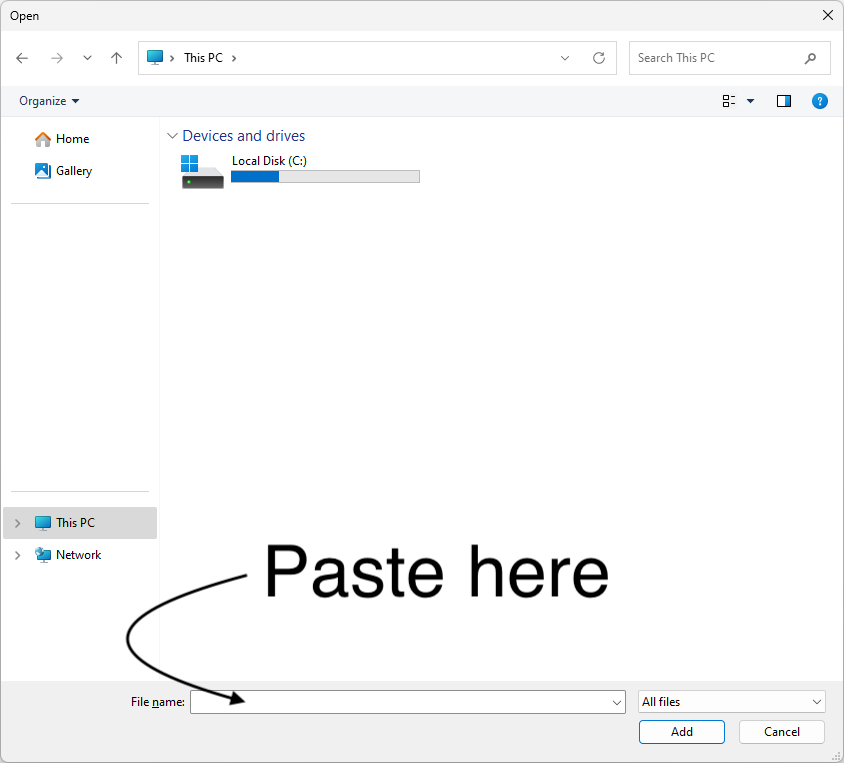 Open
This PC
Search This PC
Organize
?
Home
Gallery
Devices and drives
Local Disk (C:)
This PC
Network
Paste here
File name:
All files
Add
Cancel